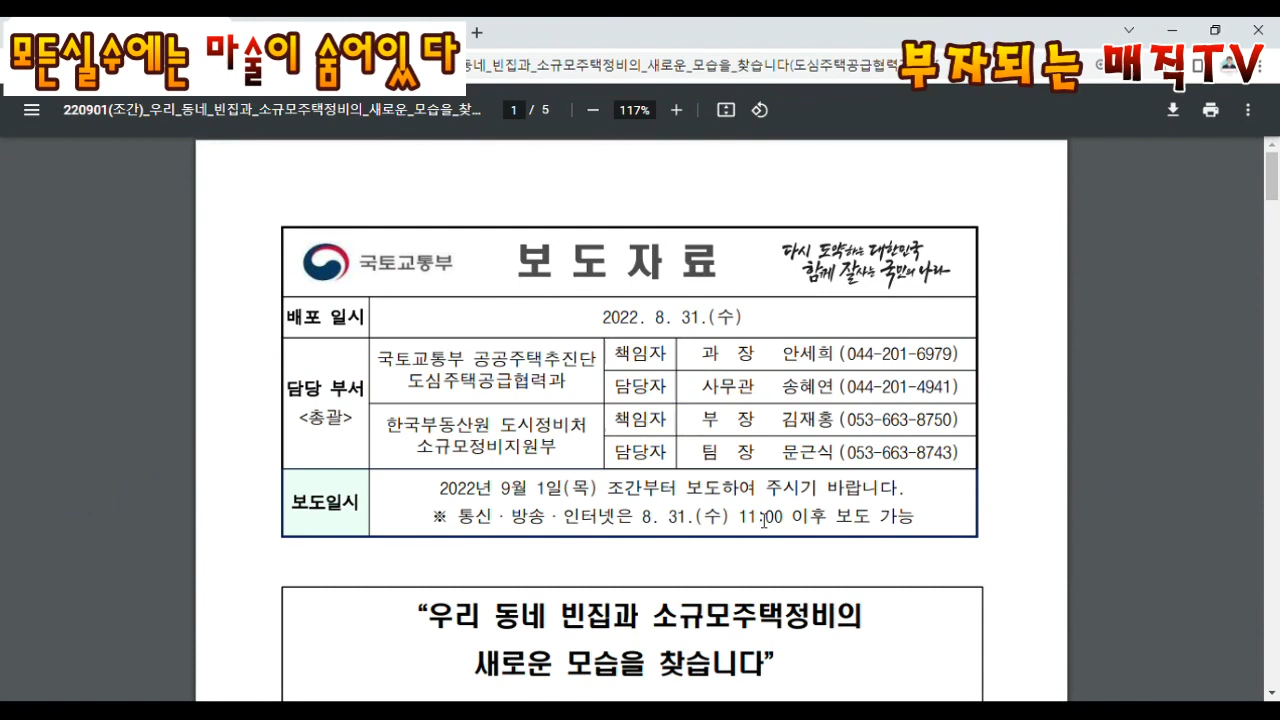 모든실수에는 마술이 숨어있다
부자되는 매직TV
동네_빈집과_소규모주택정비의_새로운_모습을_찾습니다(도심주택공급협력
220901(조간)_우리_동네_빈집과_소규모주택정비의_새로운_모습을_찾...
1 / 5
117%
국토교통부
보 도 자 료
다시 도약하는 대한민국
함께 잘사는 국민의 나라
배포 일시
2022. 8. 31.(수)
담당 부서
<총괄>
국토교통부 공공주택추진단
도심주택공급협력과
책임자 과 장 안세희(044-201-6979)
담당자 사무관 송혜연(044-201-4941)
한국부동산원 도시정비처
소규모정비지원부
책임자 부 장 김재홍(053-663-8750)
담당자 팀 장 문근식(053-663-8743)
보도일시
2022년 9월 1일(목) 조간부터 보도하여 주시기 바랍니다.
※ 통신·방송·인터넷은 8. 31.(수) 11:00 이후 보도 가능
“우리 동네 빈집과 소규모주택정비의
새로운 모습을 찾습니다”